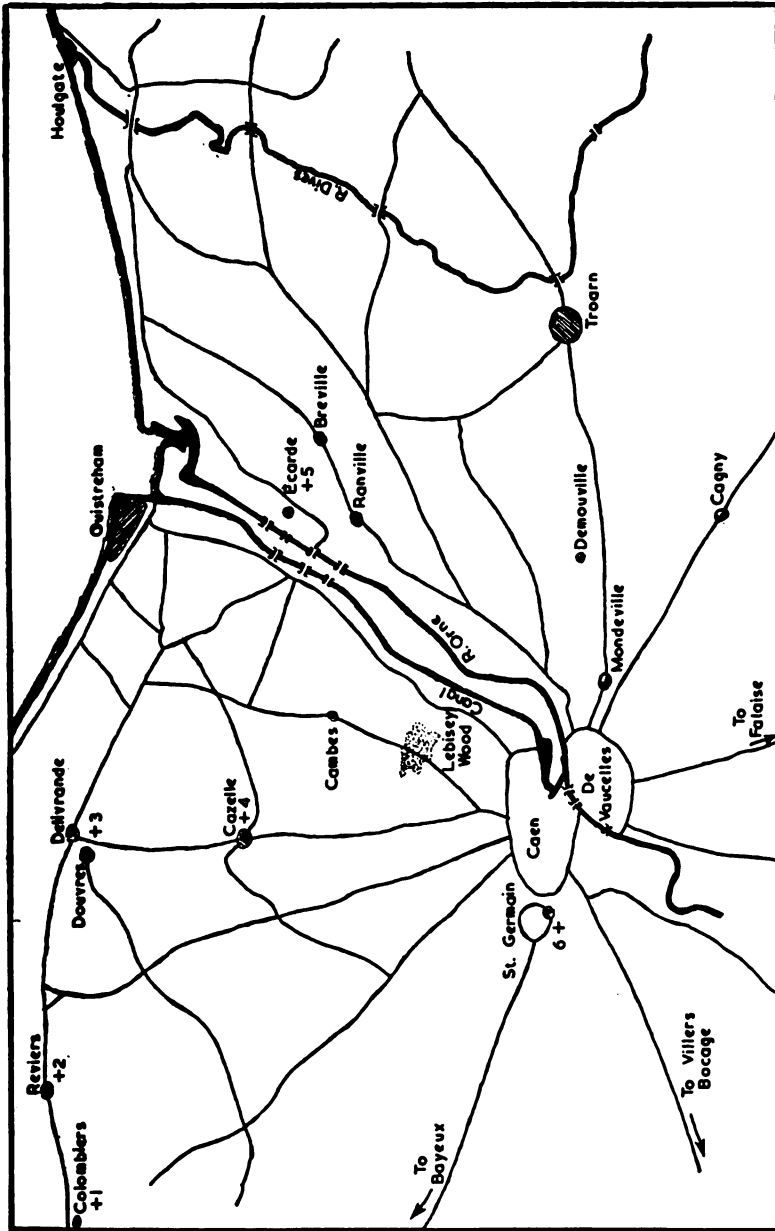 Houlgate
R. Dives
Troarn
Ouistreham
Breville
Ecarde
+5
Ranville
Demouville
Cagny
Mondeville
R. Orne
Canal
Delivrande
+3
Douvres
Cazelle
+4
Cambes
Lebisey
Wood
Caen
De
Vaucelles
To
Falaise
St. Germain
6+
Reviers
+2
Colombiers
+1
To
Bayeux
To Villers
Bocage